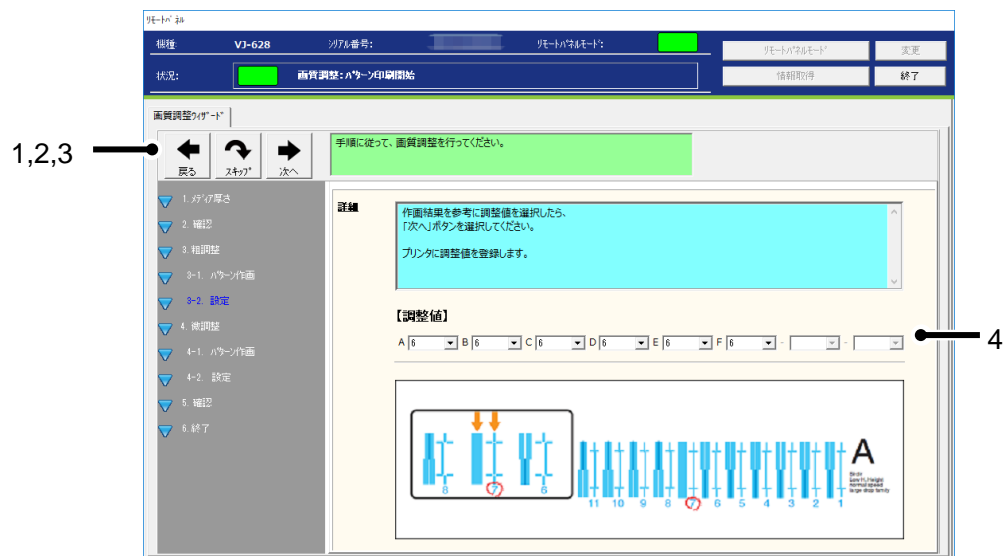 ﾘﾓｰﾄﾊﾟﾈﾙ
機種:
VJ-628
ｼﾘｱﾙ番号:
ﾘﾓｰﾄﾊﾟﾈﾙﾓｰﾄﾞ:
ﾘﾓｰﾄﾊﾟﾈﾙﾓｰﾄﾞ
変更
状況:
画質調整:ﾊﾟﾀｰﾝ印刷開始
情報取得
終了
画質調整ｳｨｻﾞｰﾄﾞ
1,2,3
戻る
ｽｷｯﾌﾟ
次へ
手順に従って、画質調整を行ってください。
1. ﾒﾃﾞｨｱ厚さ
2. 確認
3. 粗調整
3-1. ﾊﾟﾀｰﾝ作画
3-2. 設定
4. 微調整
4-1. ﾊﾟﾀｰﾝ作画
4-2. 設定
5. 確認
6. 終了
詳細
作画結果を参考に調整値を選択したら、
「次へ」ボタンを選択してください。
プリンタに調整値を登録します。
【調整値】
A 6 B 6 C 6 D 6 E 6 F 6 - -
4
8 7 6
11 10 9 8 7 6 5 4 3 2 1
A
Bi-dir
Low H.Height
normal speed
large drop family